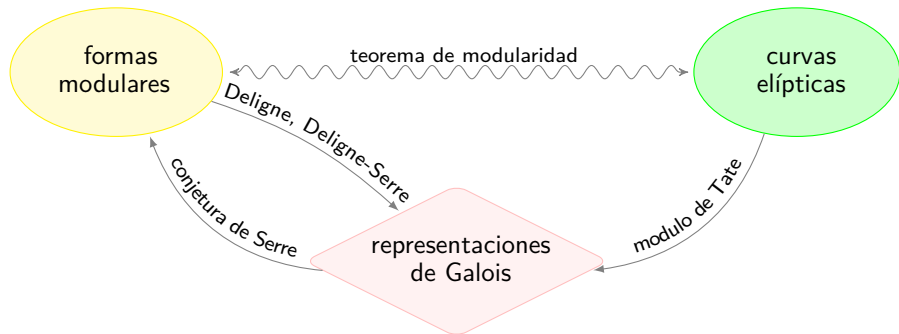 formas
modulares
teorema de modularidad
curvas
elípticas
Deligne, Deligne-Serre
conjetura de Serre
modulo de Tate
representaciones
de Galois